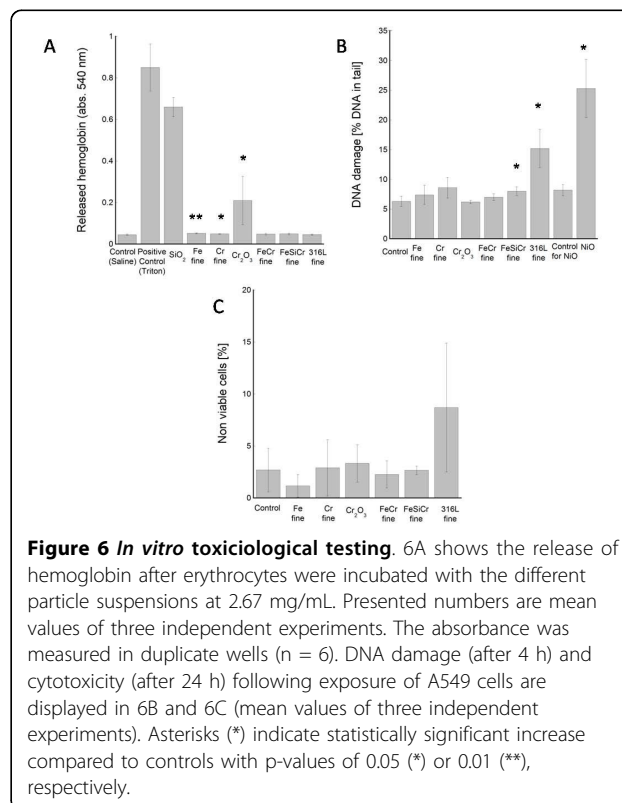 A
Released hemoglobin (abs. 540 nm)
1
0.8
0.6
0.4
0.2
0
** * *
Control (Saline)
Positive Control (Triton)
SiO2
Fe fine
Cr fine
Cr2O3
FeCr fine
FeSiCr fine
316L fine
B
DNA damage [% DNA in tail]
35
30
25
20
15
10
5
0
* * *
Control
Fe fine
Cr fine
Cr2O3
FeCr fine
FeSiCr fine
316L fine
Control for NiO
NiO
C
Non viable cells [%]
20
15
10
5
0
Control
Fe fine
Cr fine
Cr2O3
FeCr fine
FeSiCr fine
316L fine
Figure 6 In vitro toxiciological testing. 6A shows the release of
hemoglobin after erythrocytes were incubated with the different
particle suspensions at 2.67 mg/mL. Presented numbers are mean
values of three independent experiments. The absorbance was
measured in duplicate wells (n = 6). DNA damage (after 4 h) and
cytotoxicity (after 24 h) following exposure of A549 cells are
displayed in 6B and 6C (mean values of three independent
experiments). Asterisks (*) indicate statistically significant increase
compared to controls with p-values of 0.05 (*) or 0.01 (**),
respectively.